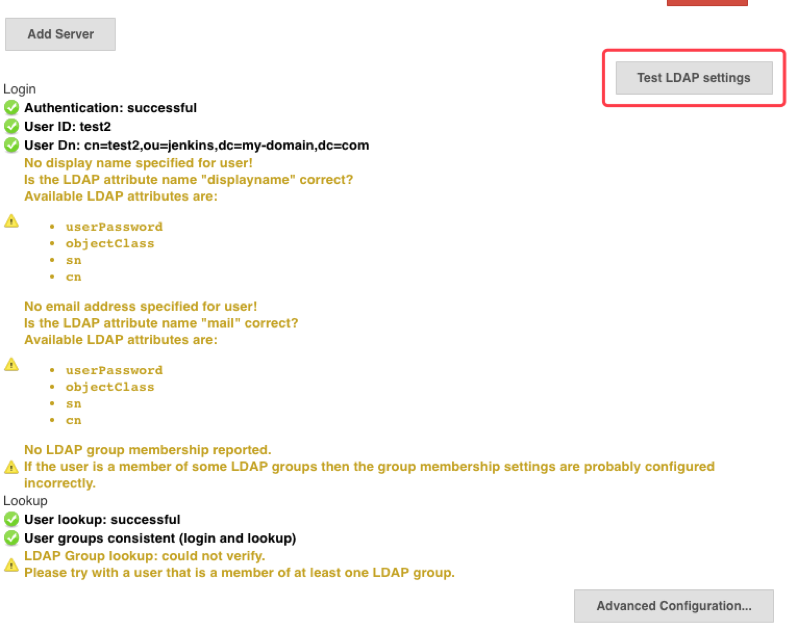 Add Server
Test LDAP settings
Login
Authentication: successful
User ID: test2
User Dn: cn=test2,ou=jenkins,dc=my-domain,dc=com
No display name specified for user!
Is the LDAP attribute name "displayname" correct?
Available LDAP attributes are:
• userPassword
• objectClass
• sn
• cn
No email address specified for user!
Is the LDAP attribute name "mail" correct?
Available LDAP attributes are:
• userPassword
• objectClass
• sn
• cn
No LDAP group membership reported.
If the user is a member of some LDAP groups then the group membership settings are probably configured
incorrectly.
Lookup
User lookup: successful
User groups consistent (login and lookup)
LDAP Group lookup: could not verify.
Please try with a user that is a member of at least one LDAP group.
Advanced Configuration...